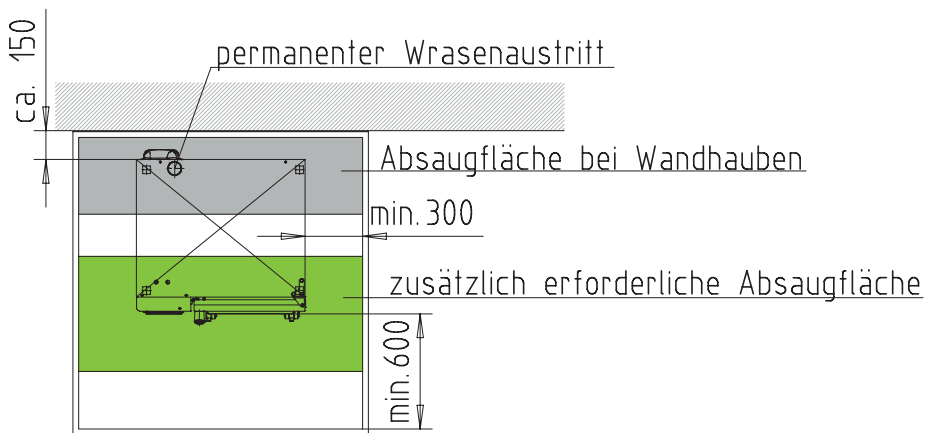 ca. 150
permanenter Wrasenaustritt
Absaugfläche bei Wandhauben
min.300
zusätzlich erforderliche Absaugfläche
min.600